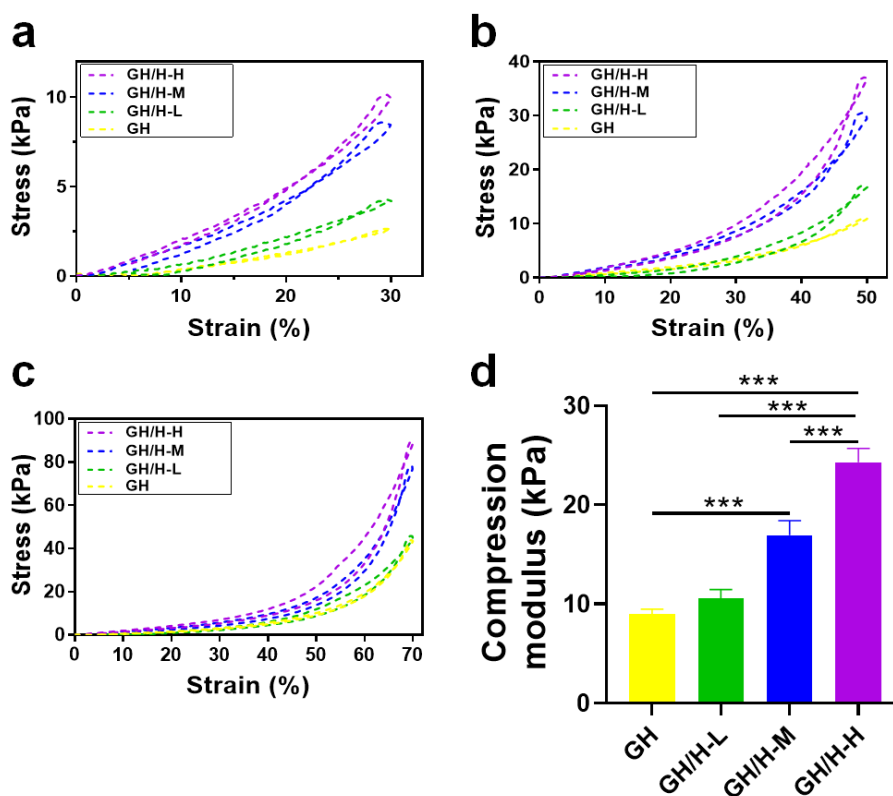 a
GH/H-H
GH/H-M
GH/H-L
GH
Stress (kPa)
10
5
0
0 10 20 30
Strain (%)
b
GH/H-H
GH/H-M
GH/H-L
GH
Stress (kPa)
40
30
20
10
0
0 10 20 30 40 50
Strain (%)
c
GH/H-H
GH/H-M
GH/H-L
GH
Stress (kPa)
100
80
60
40
20
0
0 10 20 30 40 50 60 70
Strain (%)
d
***
***
***
***
Compression
modulus (kPa)
30
20
10
0
GH
GH/H-L
GH/H-M
GH/H-H